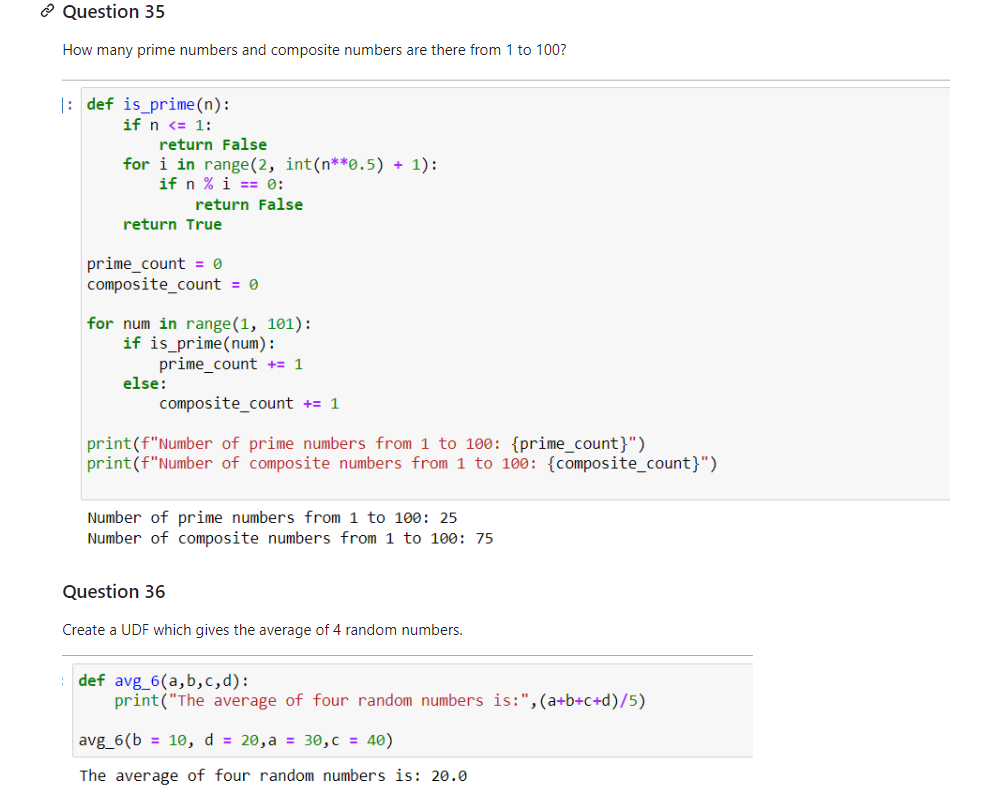 Question 35
How many prime numbers and composite numbers are there from 1 to 100?
: def is_prime(n):
    if n <= 1:
        return False
    for i in range(2, int(n**0.5) + 1):
        if n % i == 0:
            return False
    return True
prime_count = 0
composite_count = 0
for num in range(1, 101):
    if is_prime(num):
        prime_count += 1
    else:
        composite_count += 1
print(f"Number of prime numbers from 1 to 100: {prime_count}")
print(f"Number of composite numbers from 1 to 100: {composite_count}")
Number of prime numbers from 1 to 100: 25
Number of composite numbers from 1 to 100: 75
Question 36
Create a UDF which gives the average of 4 random numbers.
: def avg_6(a,b,c,d):
    print("The average of four random numbers is:",(a+b+c+d)/5)
avg_6(b = 10, d = 20,a = 30,c = 40)
The average of four random numbers is: 20.0